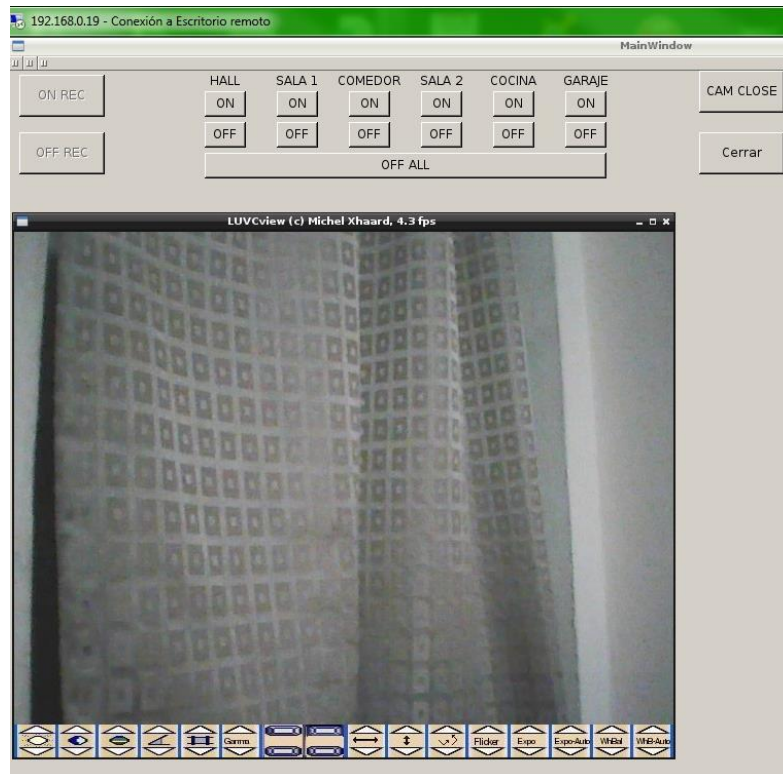 192.168.0.19 - Conexión a Escritorio remoto
MainWindow
µ µ µ
ON REC
OFF REC
HALL SALA 1 COMEDOR SALA 2 COCINA GARAJE
ON ON ON ON ON ON
OFF OFF OFF OFF OFF OFF
OFF ALL
CAM CLOSE
Cerrar
LUVCview (c) Michel Xhaard, 4.3 fps
Gamma Flicker Expo Expo-Auto WhBal WhB-Auto